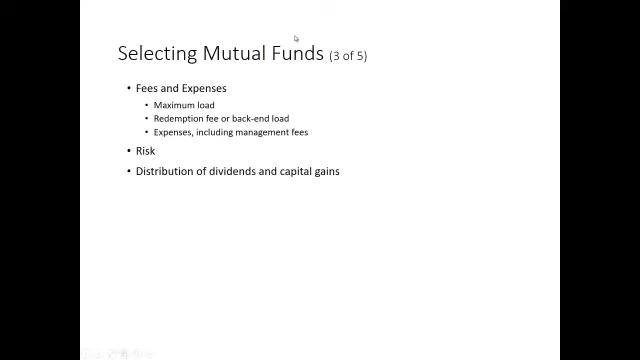 Selecting Mutual Funds (3 of 5)
• Fees and Expenses
• Maximum load
• Redemption fee or back-end load
• Expenses, including management fees
• Risk
• Distribution of dividends and capital gains